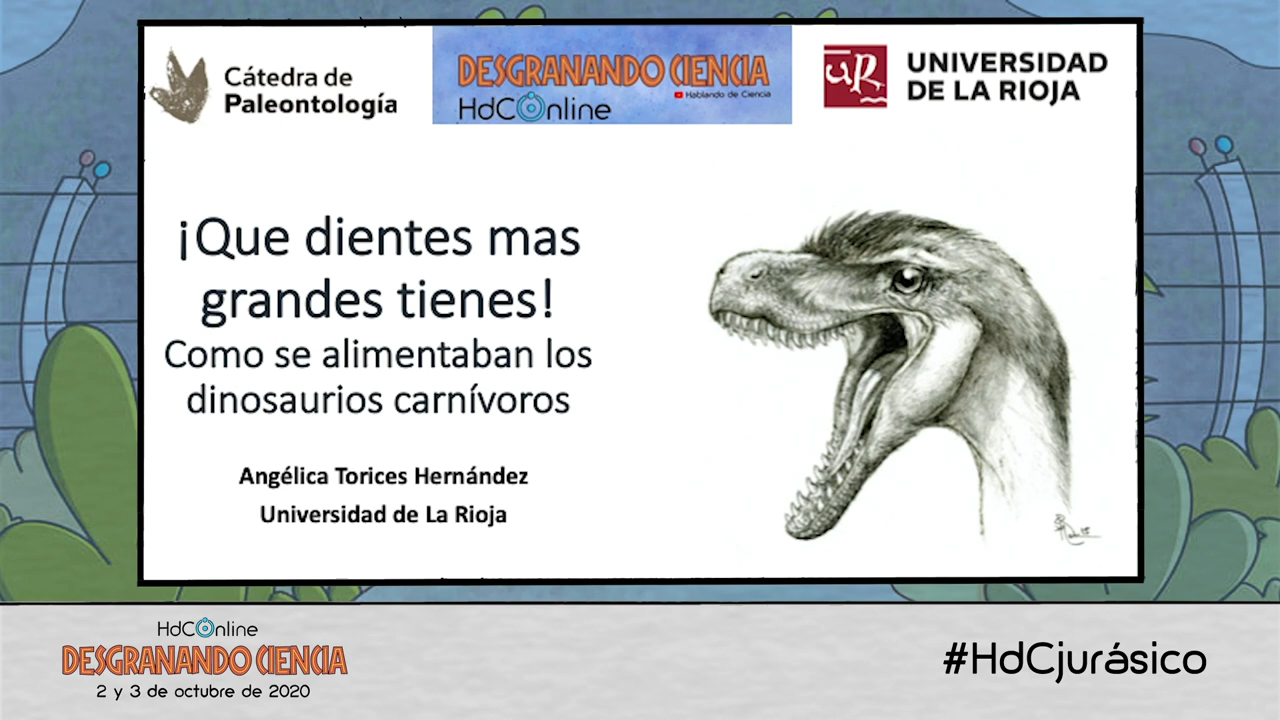 Cátedra de
Paleontología
DESGRANANDO CIENCIA
Hablando de Ciencia
HdCOnline
uR
UNIVERSIDAD
DE LA RIOJA
¡Que dientes mas
grandes tienes!
Como se alimentaban los
dinosaurios carnívoros
Angélica Torices Hernández
Universidad de La Rioja
HdCOnline
DESGRANANDO CIENCIA
2 y 3 de octubre de 2020
#HdCjurásico